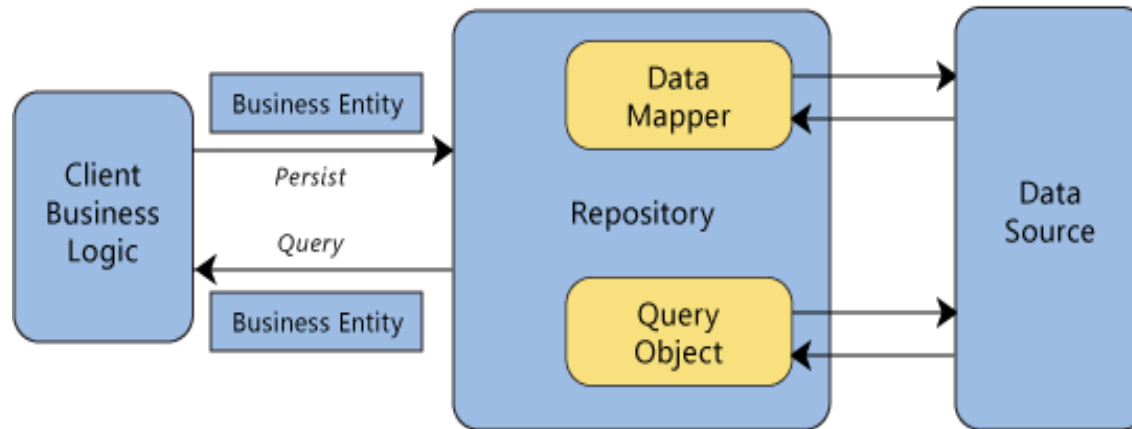 Client
Business
Logic
Business Entity
Persist
Query
Business Entity
Data
Mapper
Repository
Query
Object
Data
Source